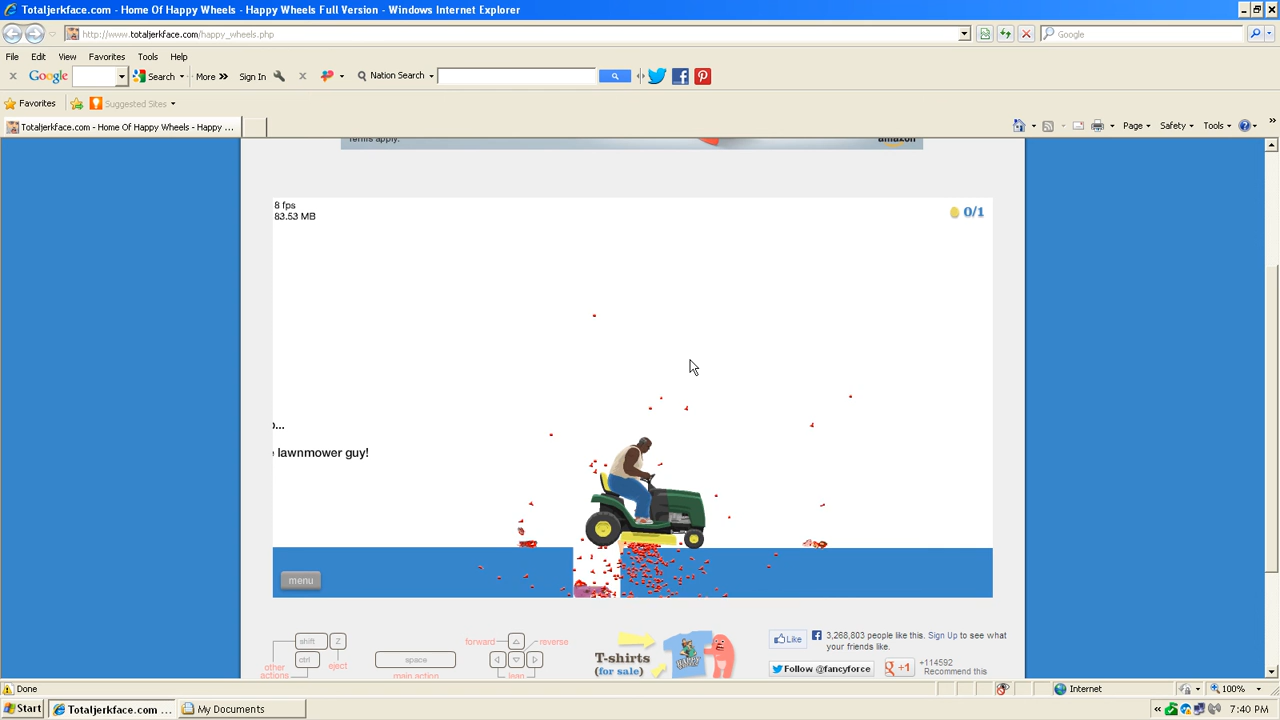 Totaljerkface.com - Home Of Happy Wheels - Happy Wheels Full Version - Windows Internet Explorer
http://www.totaljerkface.com/happy_wheels.php
Google
File Edit View Favorites Tools Help
x Google Search More » Sign In x Nation Search
Favorites Suggested Sites
Totaljerkface.com - Home Of Happy Wheels - Happy ...
Page Safety Tools »
Terms apply. amazon
8 fps
83.53 MB
0/1
o...
lawnmower guy!
menu
shift Z
ctrl
other actions
eject
space
main action
forward reverse
lean
T-shirts
(for sale)
HAPPY
Like
3,268,803 people like this. Sign Up to see what
your friends like.
Follow @fancyforce
+1
+114592
Recommend this
Done
Internet
100%
Start
Totaljerkface.com ...
My Documents
7:40 PM